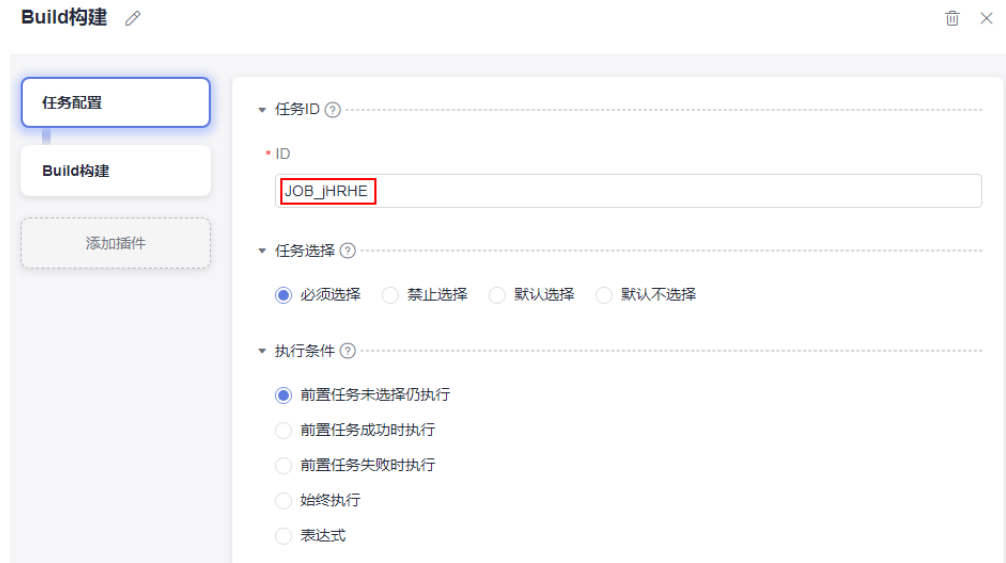 Build构建
任务配置
Build构建
添加插件
任务ID ?
* ID
JOB_jHRHE
任务选择 ?
必须选择 禁止选择 默认选择 默认不选择
执行条件 ?
前置任务未选择仍执行
前置任务成功时执行
前置任务失败时执行
始终执行
表达式